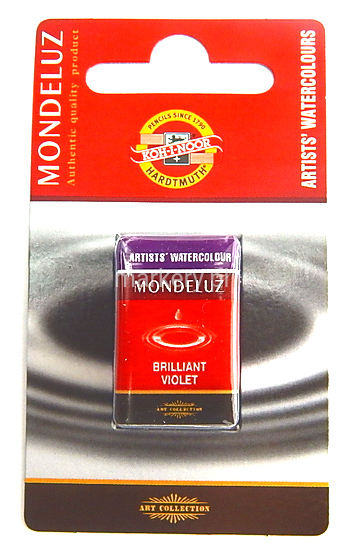 MONDELUZ
Authentic quality product
PENCILS SINCE 1790
KOH-I-NOOR
HARDTMUTH
ARTISTS' WATERCOLOURS
ARTISTS' WATERCOLOUR
MONDELUZ
BRILLIANT
VIOLET
ART COLLECTION
ART COLLECTION